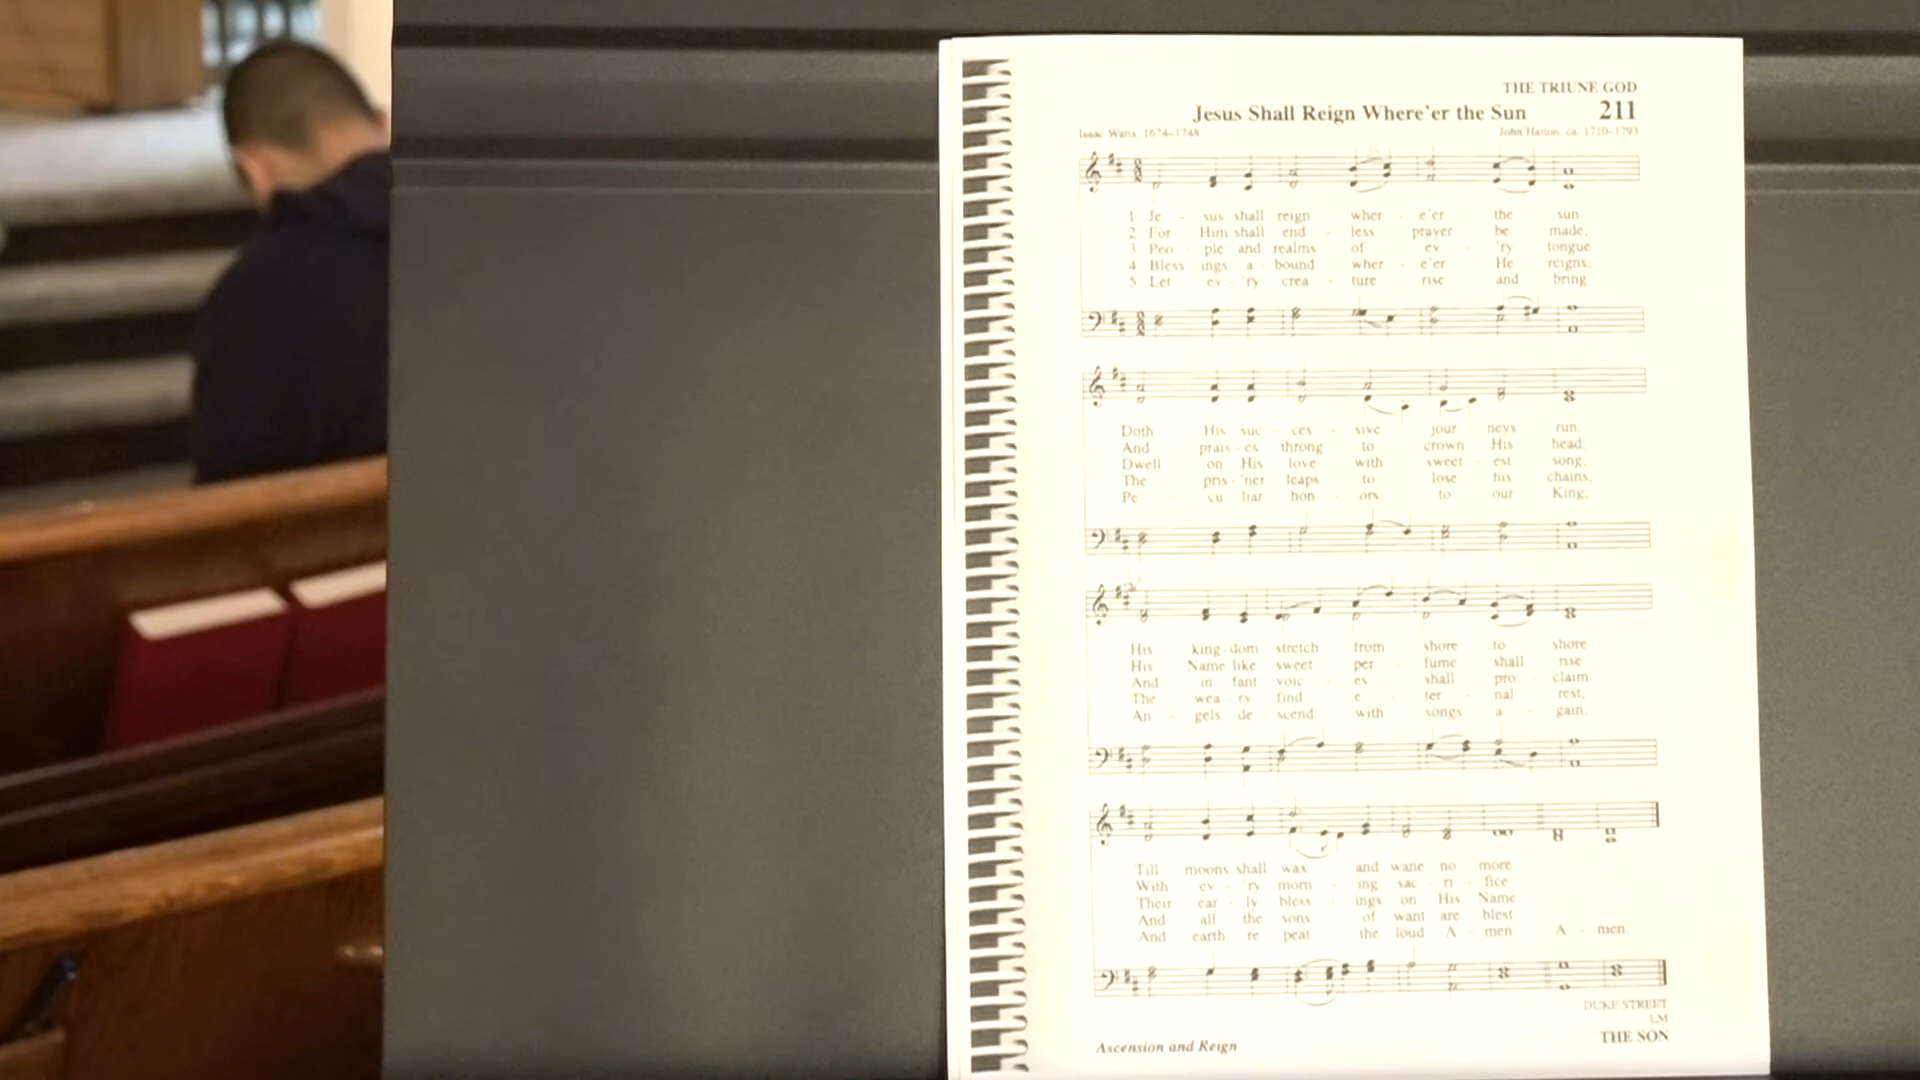 THE TRIUNE GOD
Jesus Shall Reign Where'er the Sun 211
Isaac Watts 1674–1748 John Hatton, ca. 1710–1793
1 Je - sus shall reign wher - e'er the sun
2 For Him shall end - less prayer be made,
3 Peo - ple and realms of ev - 'ry tongue
4 Bless - ings a - bound wher - e'er He reigns;
5 Let ev - 'ry crea - ture rise and bring
Doth His suc - ces - sive jour - neys run,
And prais - es throng to crown His head;
Dwell on His love with sweet - est song,
The pris - 'ner leaps to lose his chains,
Pe - cu - liar hon - ors to our King,
His king - dom stretch from shore to shore
His Name like sweet per - fume shall rise
And in - fant voic - es shall pro - claim
The wea - ry find e - ter - nal rest,
An - gels de - scend with songs a - gain,
Till moons shall wax and wane no more
With ev - 'ry morn - ing sac - ri - fice
Their ear - ly bless - ings on His Name
And all the sons of want are blest
And earth re - peat the loud A - men A - men
DUKE STREET
LM
Ascension and Reign THE SON